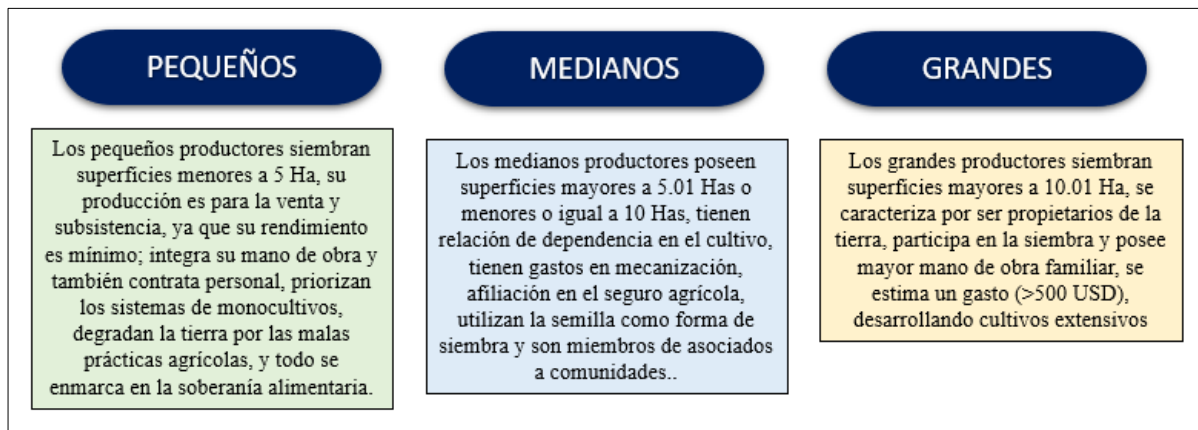 PEQUEÑOS
Los pequeños productores siembran
superficies menores a 5 Ha, su
producción es para la venta y
subsistencia, ya que su rendimiento
es mínimo; integra su mano de obra y
también contrata personal, priorizan
los sistemas de monocultivos,
degradan la tierra por las malas
prácticas agrícolas, y todo se
enmarca en la soberanía alimentaria.
MEDIANOS
Los medianos productores poseen
superficies mayores a 5.01 Has o
menores o igual a 10 Has, tienen
relación de dependencia en el cultivo,
tienen gastos en mecanización,
afiliación en el seguro agrícola,
utilizan la semilla como forma de
siembra y son miembros de asociados
a comunidades..
GRANDES
Los grandes productores siembran
superficies mayores a 10.01 Ha, se
caracteriza por ser propietarios de la
tierra, participa en la siembra y posee
mayor mano de obra familiar, se
estima un gasto (>500 USD),
desarrollando cultivos extensivos